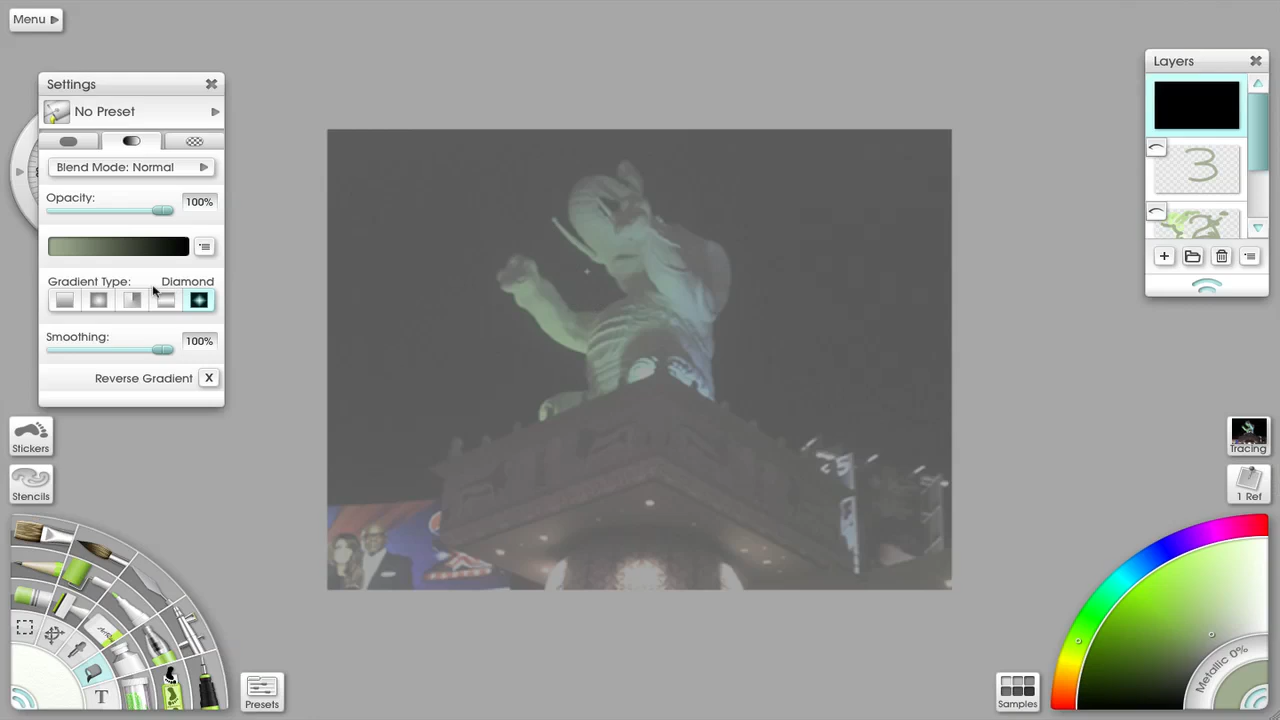 Menu
Settings
No Preset
Blend Mode: Normal
Opacity:
100%
Gradient Type: Diamond
Smoothing:
100%
Reverse Gradient X
Stickers
Stencils
T
Presets
Layers
3
2
Tracing
1 Ref
Metallic 0%
Samples